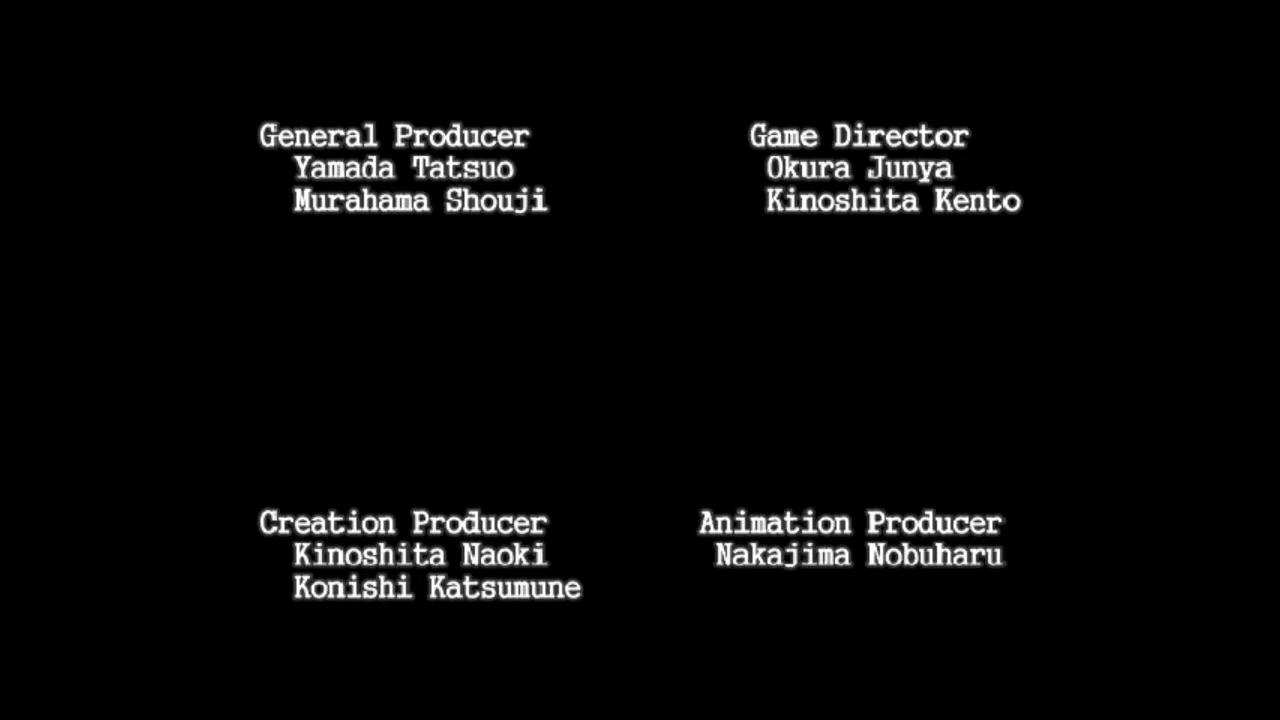 General Producer
Yamada Tatsuo
Murahama Shouji
Game Director
Okura Junya
Kinoshita Kento
Creation Producer
Kinoshita Naoki
Konishi Katsumune
Animation Producer
Nakajima Nobuharu